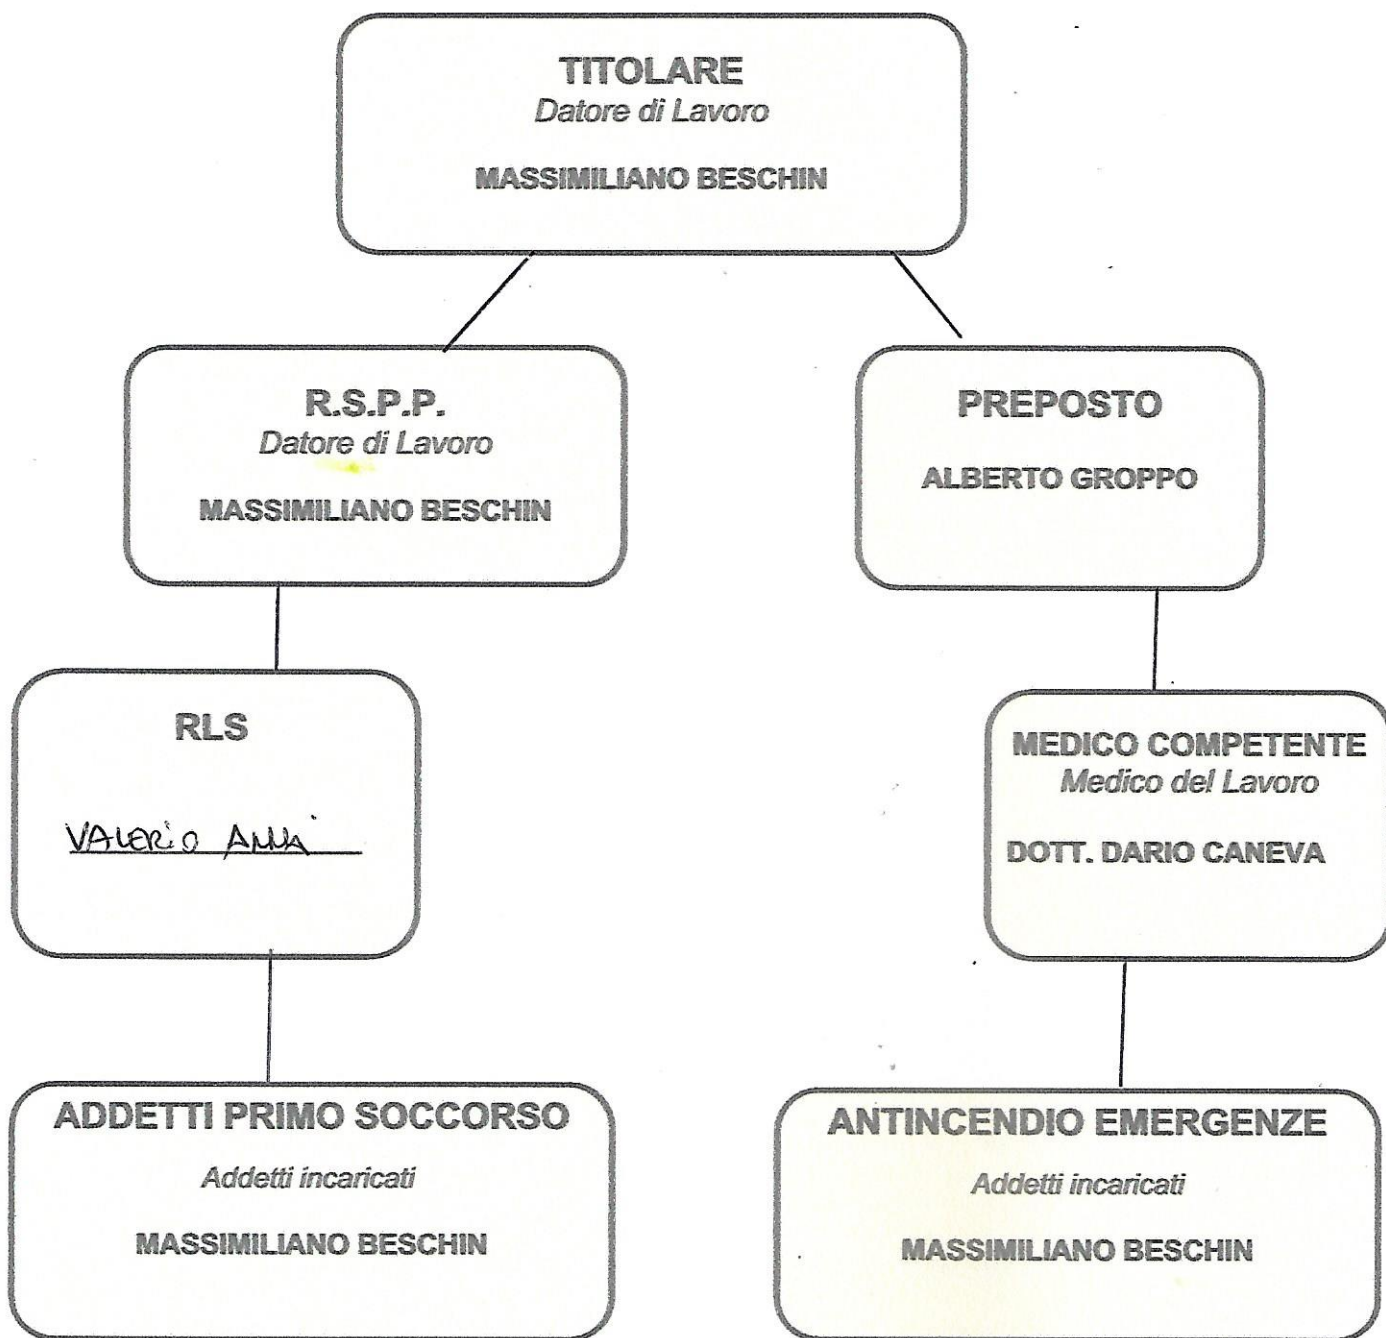 TITOLARE
Datore di Lavoro
MASSIMILIANO BESCHIN
R.S.P.P.
Datore di Lavoro
MASSIMILIANO BESCHIN
PREPOSTO
ALBERTO GROPPO
RLS
VALERIO
MEDICO COMPETENTE
Medico del Lavoro
DOTT. DARIO CANEVA
ADDETTI PRIMO SOCCORSO
Addetti incaricati
MASSIMILIANO BESCHIN
ANTINCENDIO EMERGENZE
Addetti incaricati
MASSIMILIANO BESCHIN